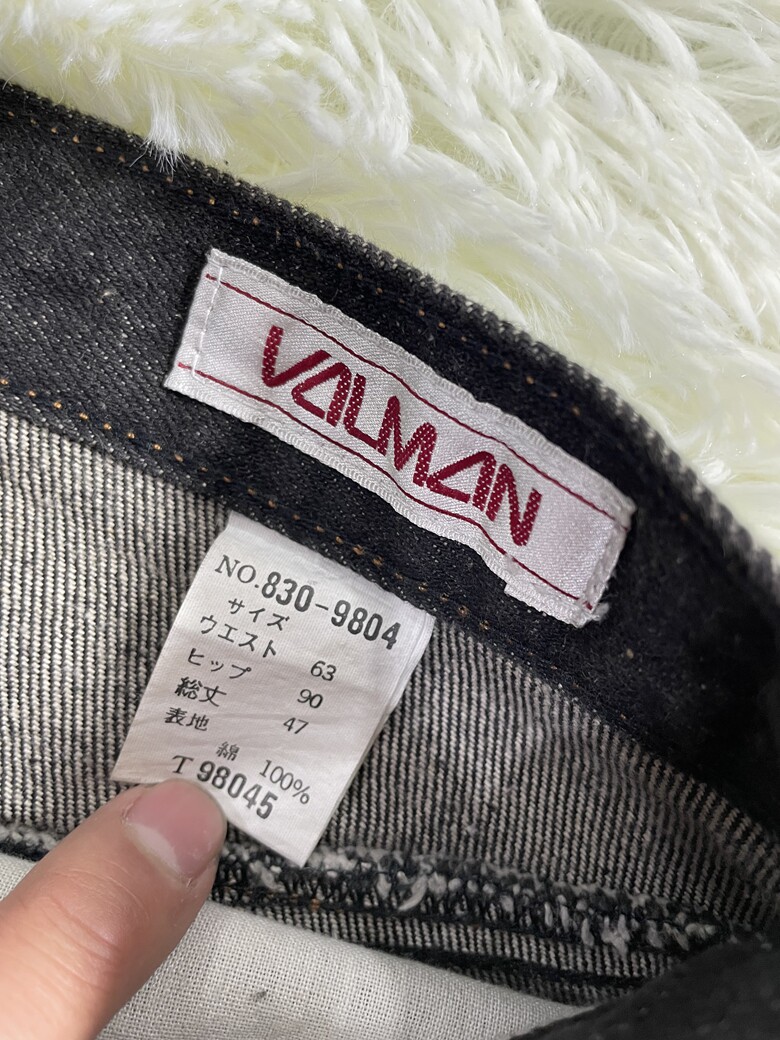 VALMAN
NO.830-9804
サイズ
ウエスト 63
ヒップ 90
総丈 47
表地
綿 100%
T 98045